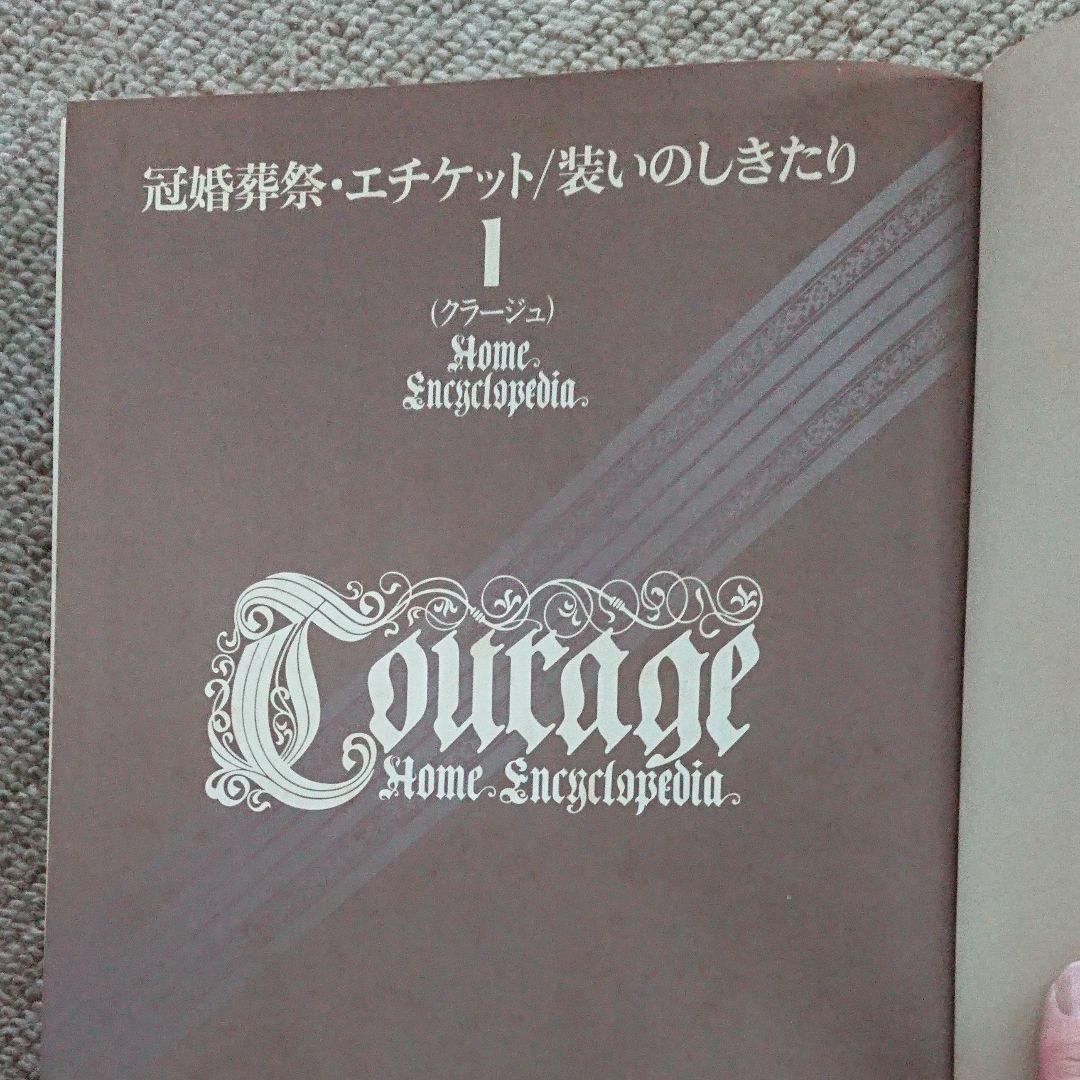 冠婚葬祭・エチケット/装いのしきたり
1
(クラージュ)
Home
Encyclopedia
Courage
Home Encyclopedia